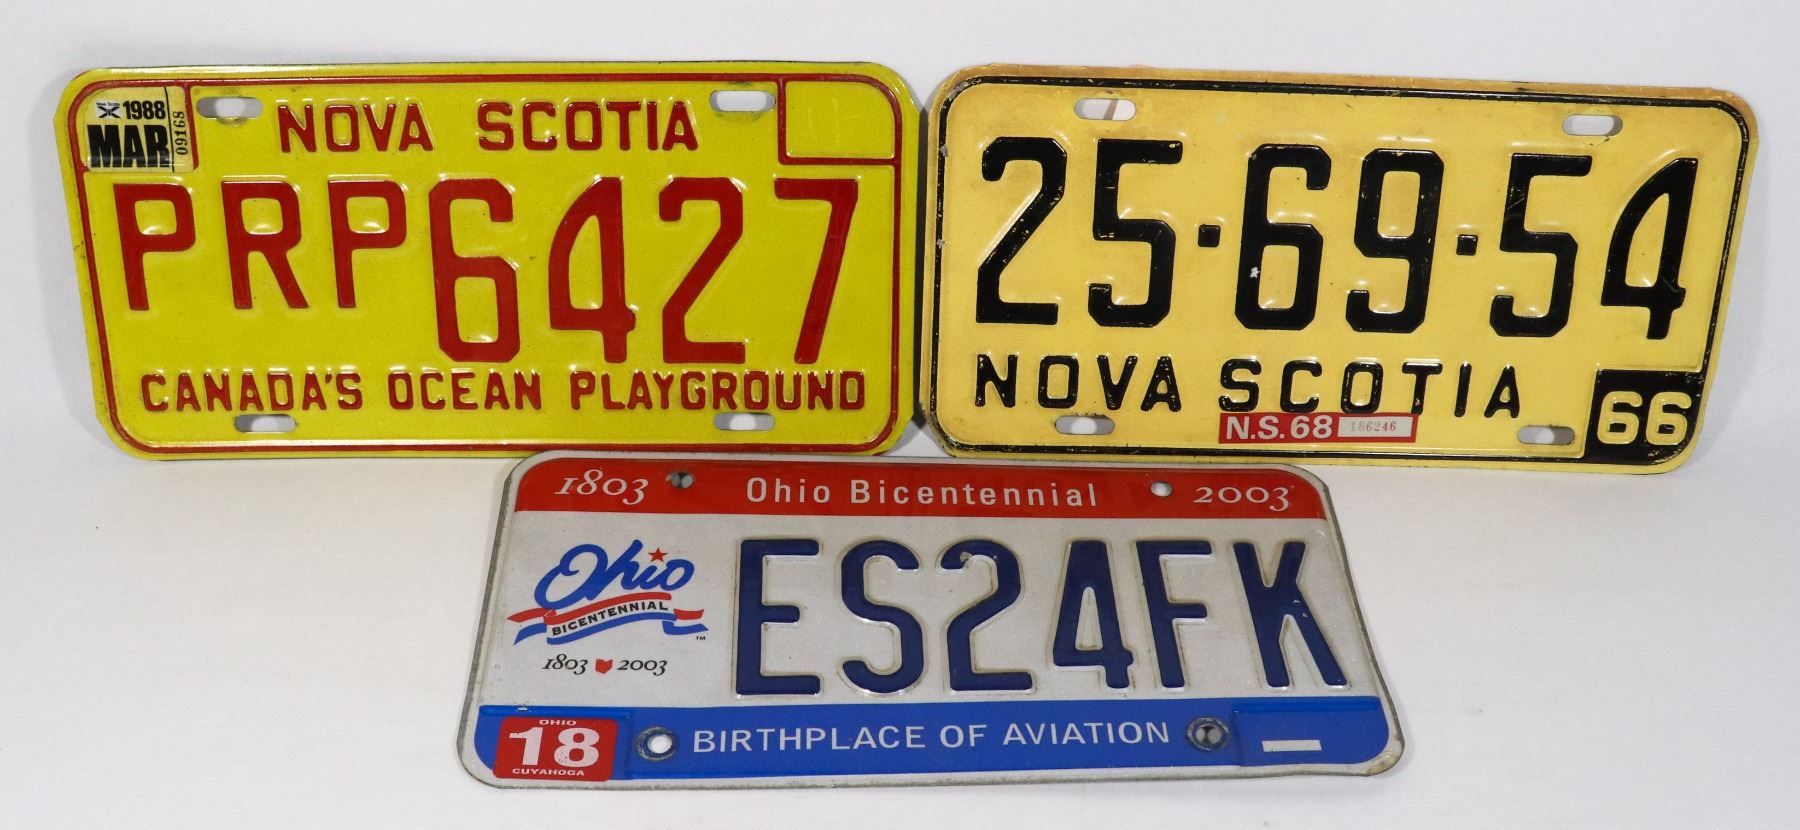 1988
MAR
09168
NOVA SCOTIA
PRP6427
CANADA'S OCEAN PLAYGROUND
25·69·54
NOVA SCOTIA
66
N.S.68 186246
1803 Ohio Bicentennial 2003
Ohio
BICENTENNIAL
TM
1803 2003
ES24FK
OHIO
18
CUYAHOGA
BIRTHPLACE OF AVIATION